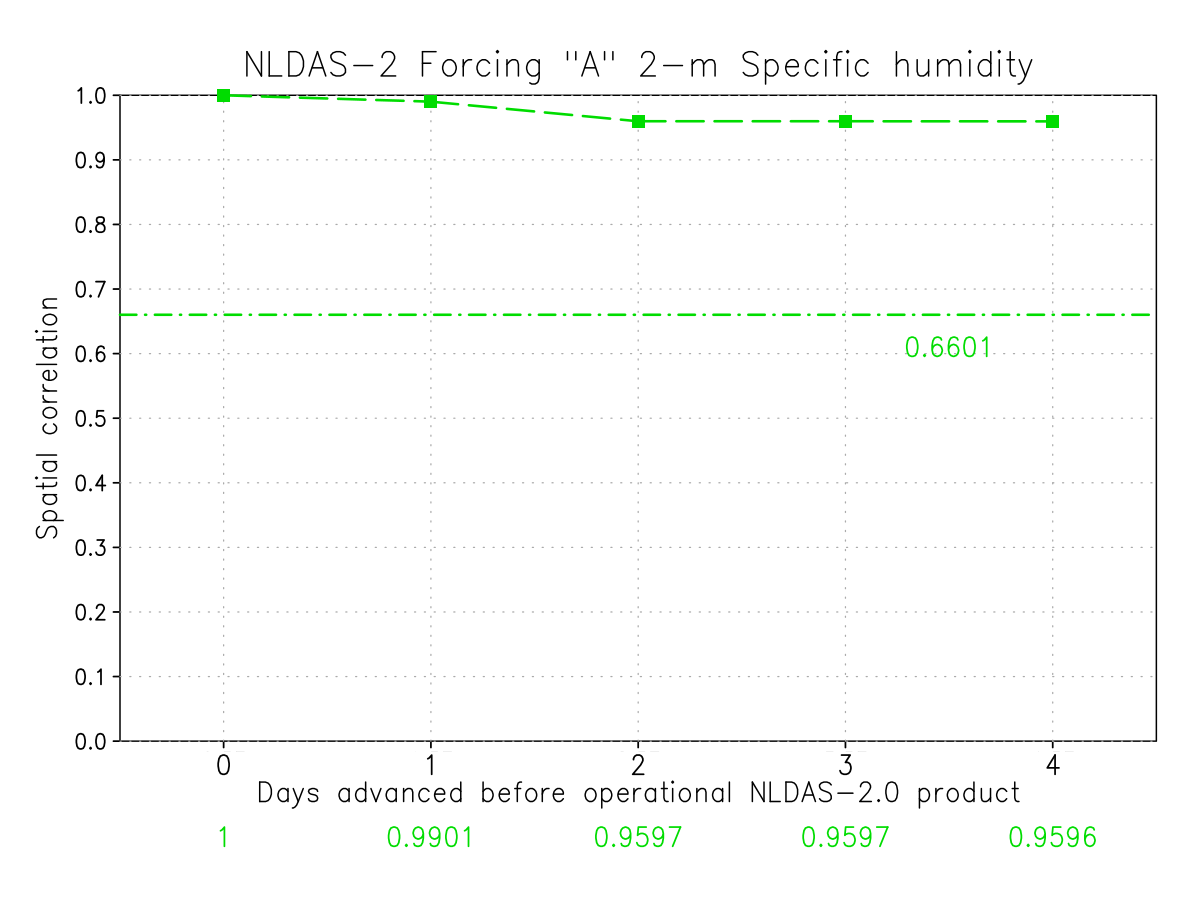 NLDAS-2 Forcing "A" 2-m Specific humidity
1.0
0.9
0.8
0.7
0.6
0.5
0.4
0.3
0.2
0.1
0.0
Spatial correlation
0.6601
0 1 2 3 4
Days advanced before operational NLDAS-2.0 product
1 0.9901 0.9597 0.9597 0.9596